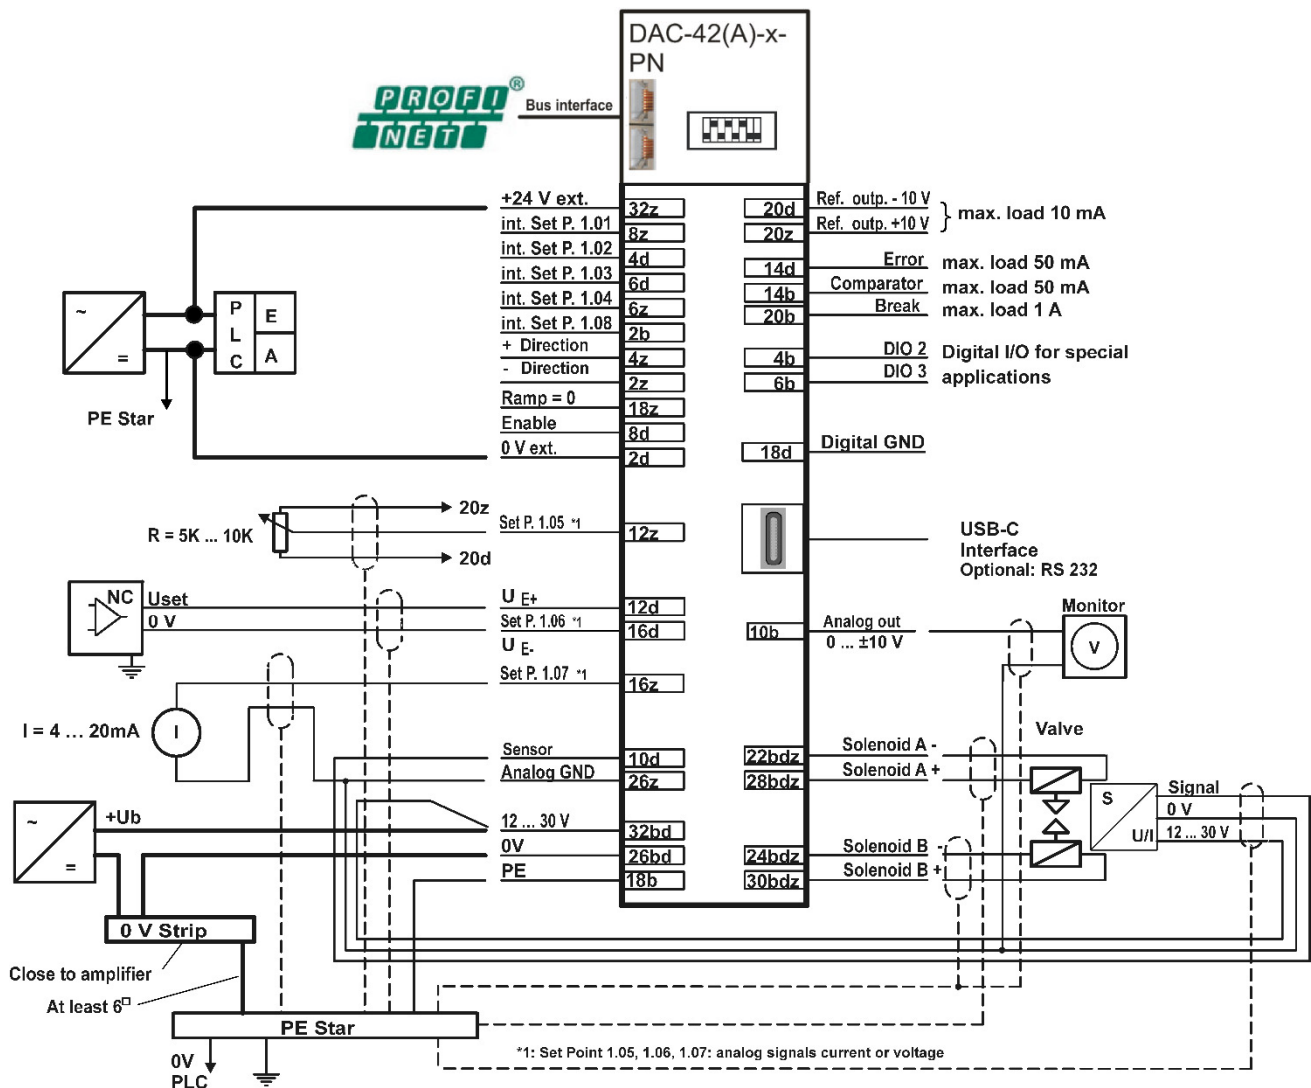 DAC-42(A)-x-
PN
PROFI®
NET
Bus interface
+24 V ext.
32z
int. Set P. 1.01
8z
int. Set P. 1.02
4d
int. Set P. 1.03
6d
int. Set P. 1.04
6z
int. Set P. 1.08
2b
+ Direction
4z
- Direction
2z
Ramp = 0
18z
Enable
8d
0 V ext.
2d
~
=
P
L
C
E
A
PE Star
20d
Ref. outp. - 10 V
20z
Ref. outp. +10 V
max. load 10 mA
14d
Error
max. load 50 mA
14b
Comparator
max. load 50 mA
20b
Break
max. load 1 A
4b
DIO 2
Digital I/O for special
6b
DIO 3
applications
18d
Digital GND
R = 5K ... 10K
20z
Set P. 1.05 *1
12z
20d
USB-C
Interface
Optional: RS 232
NC
Uset
0 V
U E+
12d
Set P. 1.06 *1
16d
U E-
Set P. 1.07 *1
16z
10b
Analog out
0 ... ±10 V
Monitor
V
I = 4 ... 20mA
I
Sensor
10d
Analog GND
26z
22bdz
Solenoid A -
28bdz
Solenoid A +
Valve
S
U/I
Signal
0 V
12 ... 30 V
~
=
+Ub
12 ... 30 V
32bd
0V
26bd
PE
18b
24bdz
Solenoid B -
30bdz
Solenoid B +
0 V Strip
Close to amplifier
At least 6□
PE Star
0V
PLC
*1: Set Point 1.05, 1.06, 1.07: analog signals current or voltage